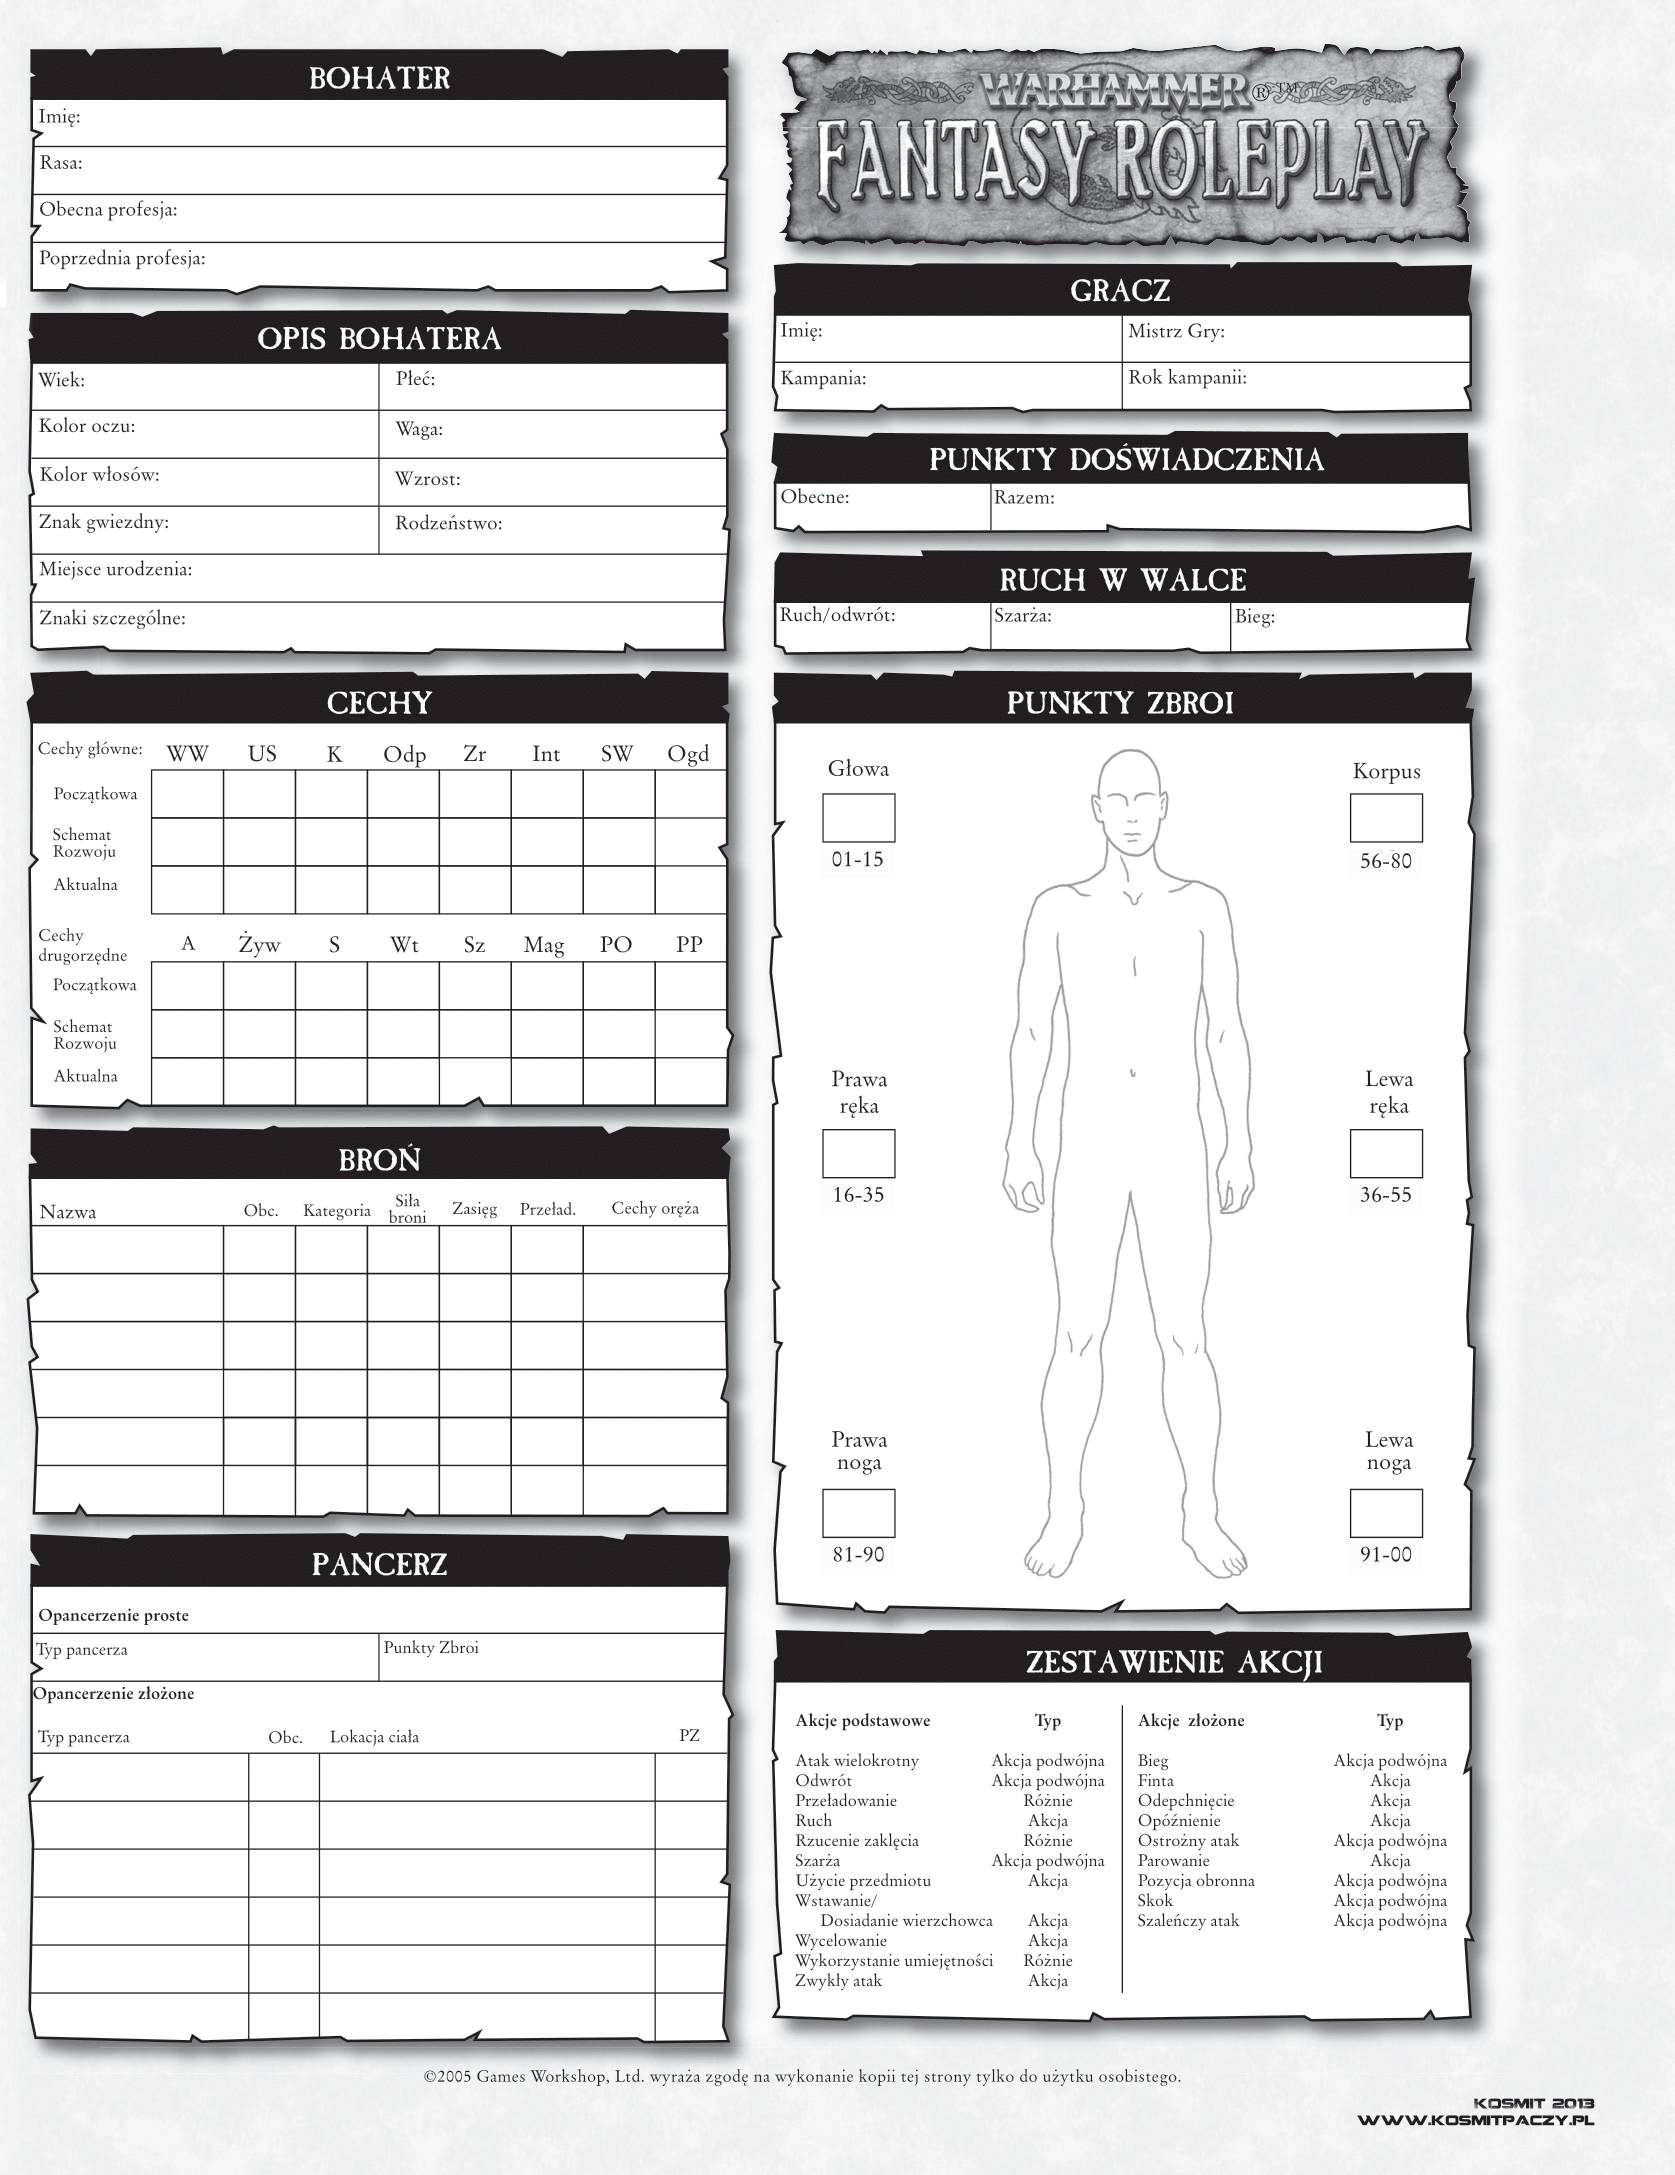 BOHATER
Imię:
Rasa:
Obecna profesja:
Poprzednia profesja:
OPIS BOHATERA
Wiek: Płeć:
Kolor oczu: Waga:
Kolor włosów: Wzrost:
Znak gwiezdny: Rodzeństwo:
Miejsce urodzenia:
Znaki szczególne:
CECHY
Cechy główne: WW US K Odp Zr Int SW Ogd
Początkowa
Schemat
Rozwoju
Aktualna
Cechy
drugorzędne A Żyw S Wt Sz Mag PO PP
Początkowa
Schemat
Rozwoju
Aktualna
BROŃ
Nazwa Obc. Kategoria Siła broni Zasięg Przeład. Cechy oręża
PANCERZ
Opancerzenie proste
Typ pancerza Punkty Zbroi
Opancerzenie złożone
Typ pancerza Obc. Lokacja ciała PZ
WARHAMMER®™
FANTASY ROLEPLAY
GRACZ
Imię: Mistrz Gry:
Kampania: Rok kampanii:
PUNKTY DOŚWIADCZENIA
Obecne: Razem:
RUCH W WALCE
Ruch/odwrót: Szarża: Bieg:
PUNKTY ZBROI
Głowa Korpus
01-15 56-80
Prawa Lewa
ręka ręka
16-35 36-55
Prawa Lewa
noga noga
81-90 91-00
ZESTAWIENIE AKCJI
Akcje podstawowe Typ Akcje złożone Typ
Atak wielokrotny Akcja podwójna Bieg Akcja podwójna
Odwrót Akcja podwójna Finta Akcja
Przeładowanie Różnie Odepchnięcie Akcja
Ruch Akcja Opóźnienie Akcja
Rzucenie zaklęcia Różnie Ostrożny atak Akcja podwójna
Szarża Akcja podwójna Parowanie Akcja
Użycie przedmiotu Akcja Pozycja obronna Akcja podwójna
Wstawanie/ Skok Akcja podwójna
Dosiadanie wierzchowca Akcja Szaleńczy atak Akcja podwójna
Wycelowanie Akcja
Wykorzystanie umiejętności Różnie
Zwykły atak Akcja
©2005 Games Workshop, Ltd. wyraża zgodę na wykonanie kopii tej strony tylko do użytku osobistego.
KOSMIT 2013
WWW.KOSMITPACZY.PL